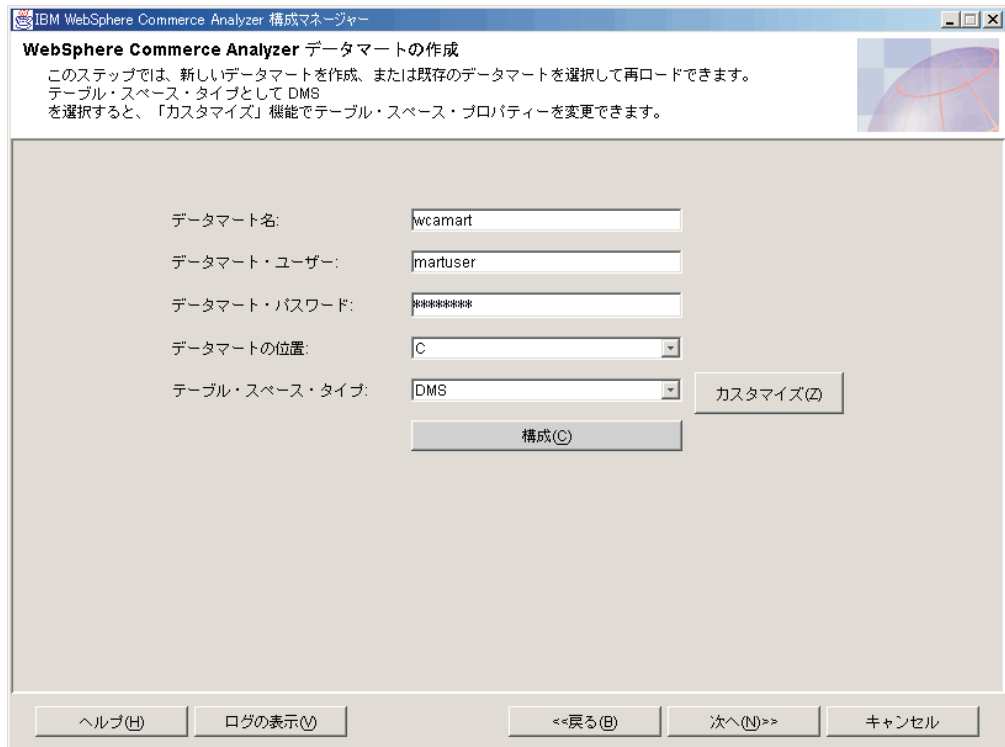 IBM WebSphere Commerce Analyzer 構成マネージャー
WebSphere Commerce Analyzer データマートの作成
このステップでは、新しいデータマートを作成、または既存のデータマートを選択して再ロードできます。
テーブル・スペース・タイプとして DMS
を選択すると、「カスタマイズ」機能でテーブル・スペース・プロパティーを変更できます。
データマート名: wcamart
データマート・ユーザー: martuser
データマート・パスワード: ********
データマートの位置: C
テーブル・スペース・タイプ: DMS カスタマイズ(Z)
構成(C)
ヘルプ(H) ログの表示(V) <<戻る(B) 次へ(N)>> キャンセル